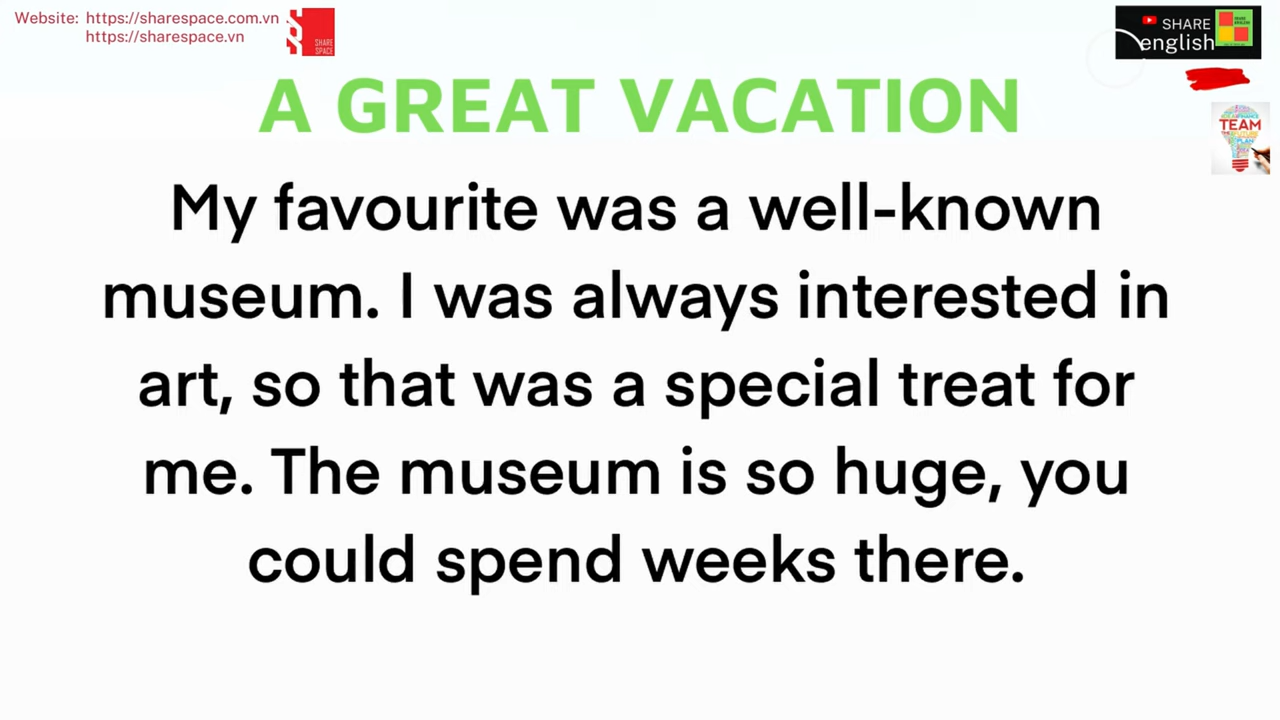 Website: https://sharespace.com.vn
https://sharespace.vn
SHARE
SPACE
SHARE
english
A GREAT VACATION
TEAM
PLAN
My favourite was a well-known
museum. I was always interested in
art, so that was a special treat for
me. The museum is so huge, you
could spend weeks there.